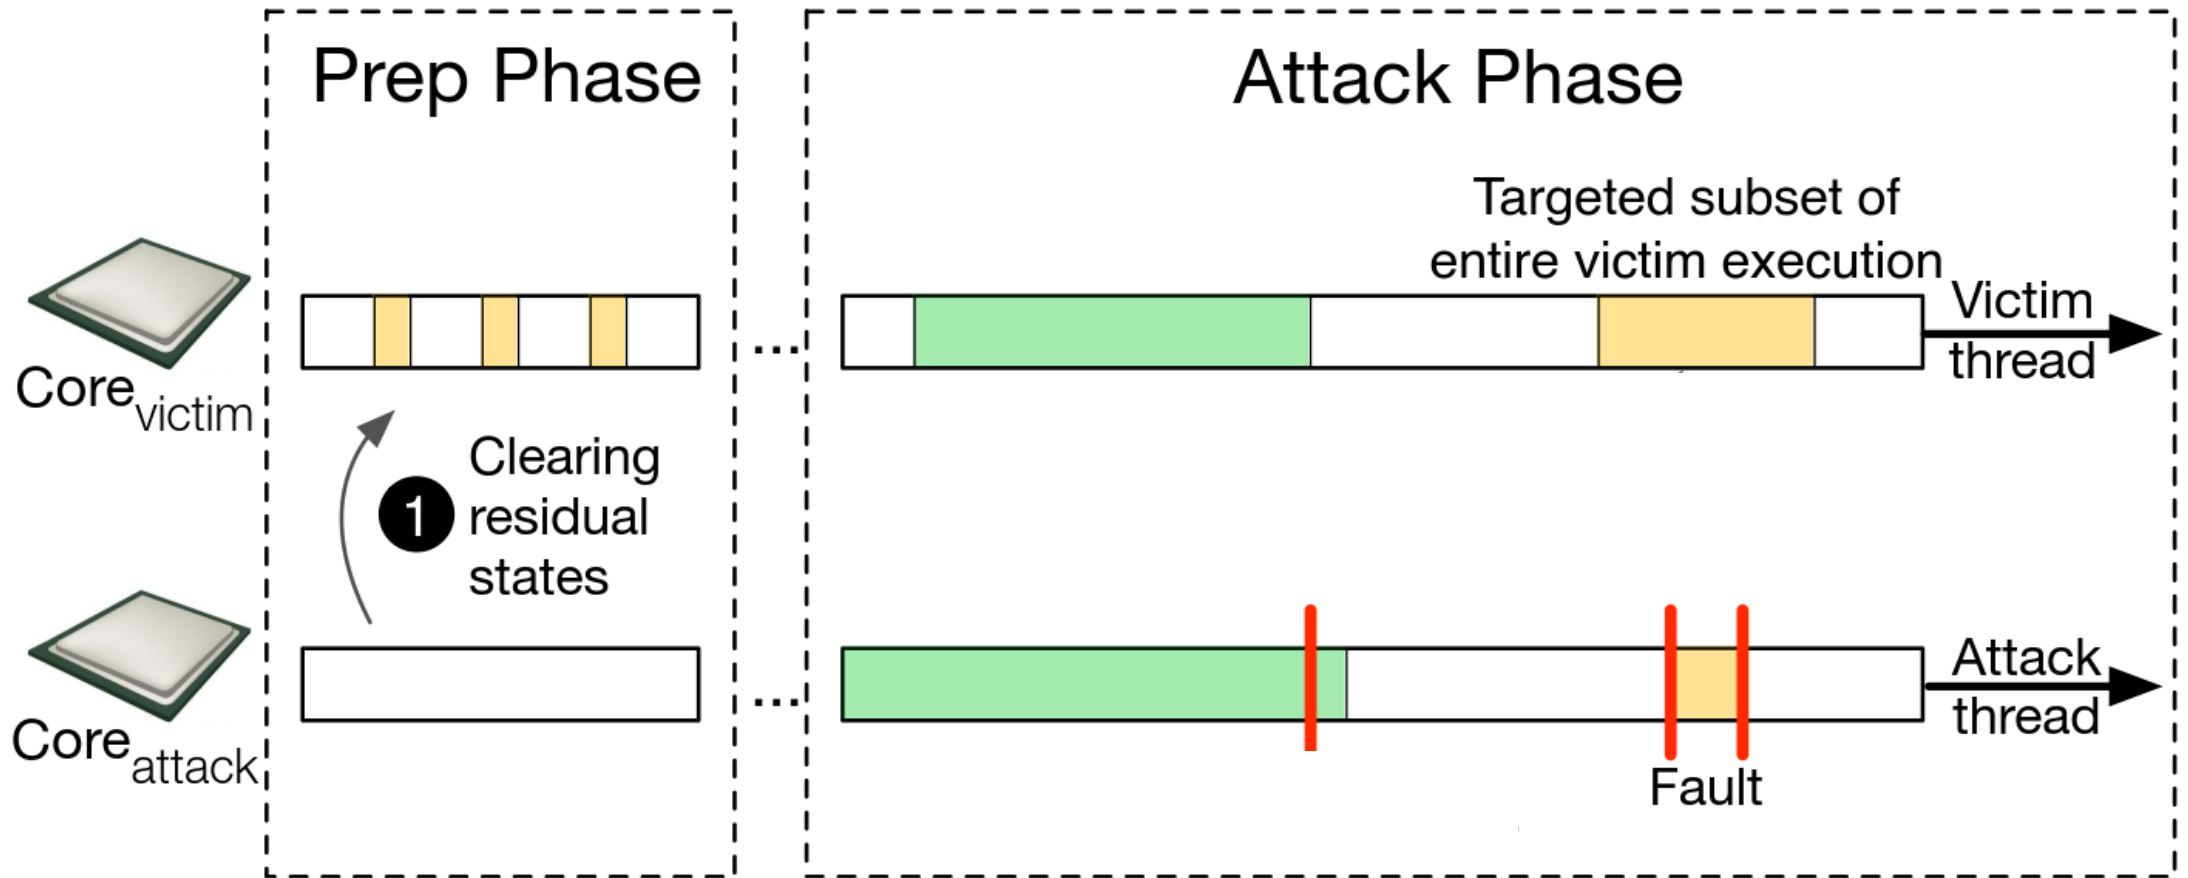 Prep Phase
Attack Phase
Targeted subset of
entire victim execution
Victim
thread
Core victim
...
1
Clearing
residual
states
Core attack
...
Attack
thread
Fault